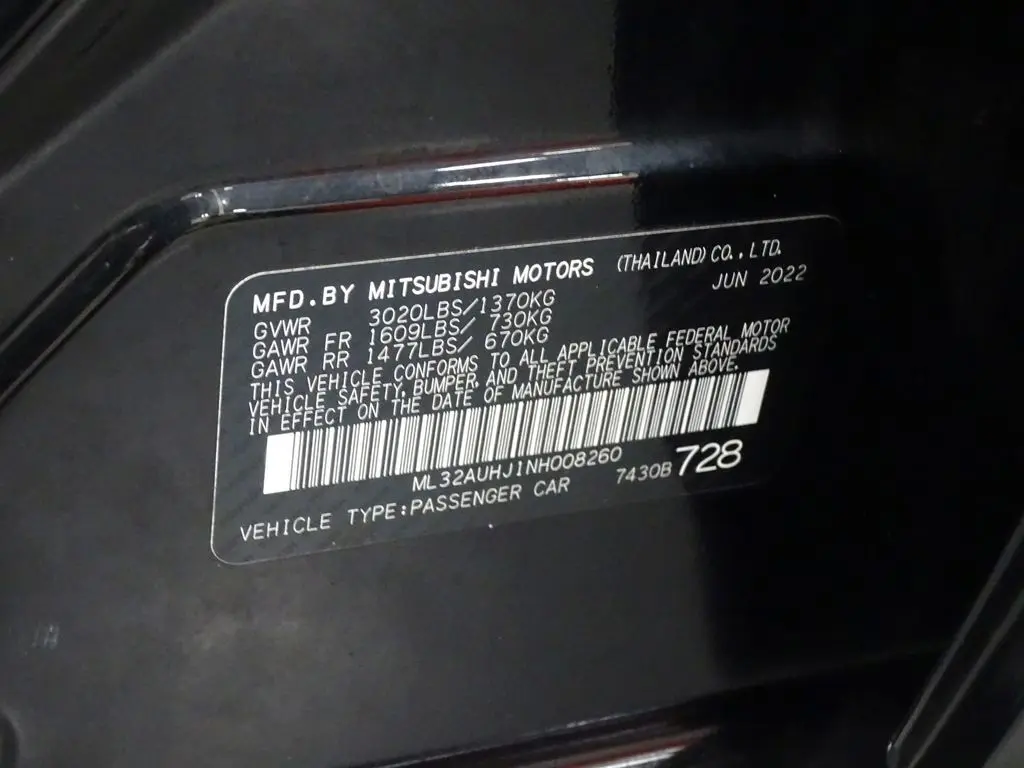 MFD.BY MITSUBISHI MOTORS (THAILAND) CO., LTD.
JUN 2022
GVWR 3020LBS/1370KG
GAWR FR 1609LBS/ 730KG
GAWR RR 1477LBS/ 670KG
THIS VEHICLE CONFORMS TO ALL APPLICABLE FEDERAL MOTOR
VEHICLE SAFETY, BUMPER, AND THEFT PREVENTION STANDARDS
IN EFFECT ON THE DATE OF MANUFACTURE SHOWN ABOVE.
ML32AUHJ1NH008260
VEHICLE TYPE:PASSENGER CAR 7430B 728